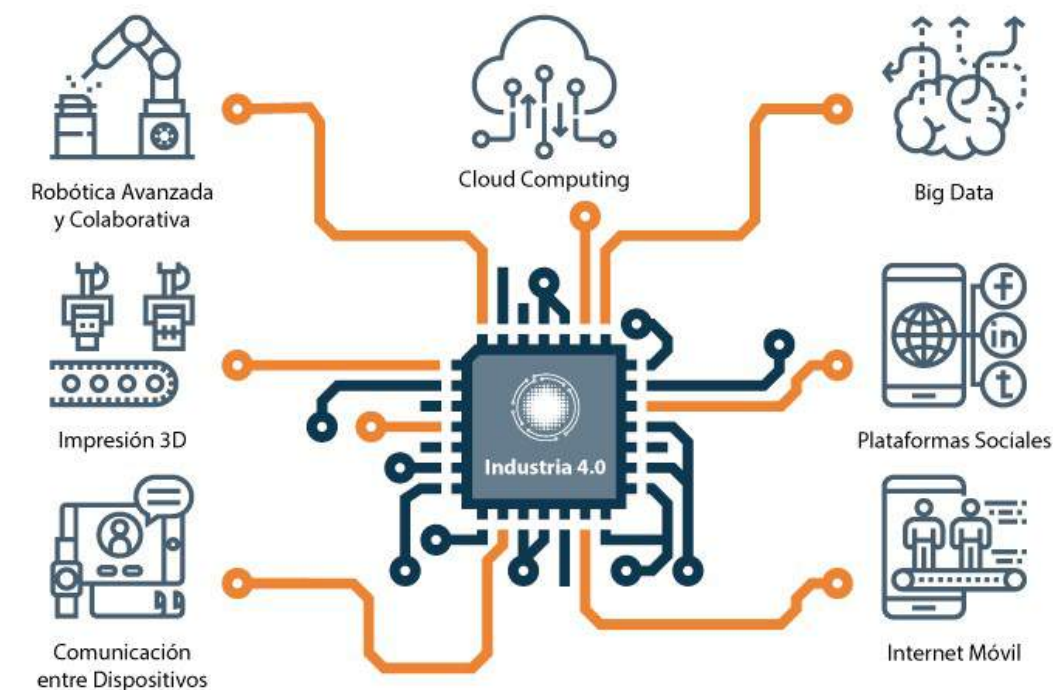 Robótica Avanzada
y Colaborativa
Cloud Computing
Big Data
Impresión 3D
Industria 4.0
f
in
t
Plataformas Sociales
Comunicación
entre Dispositivos
Internet Móvil